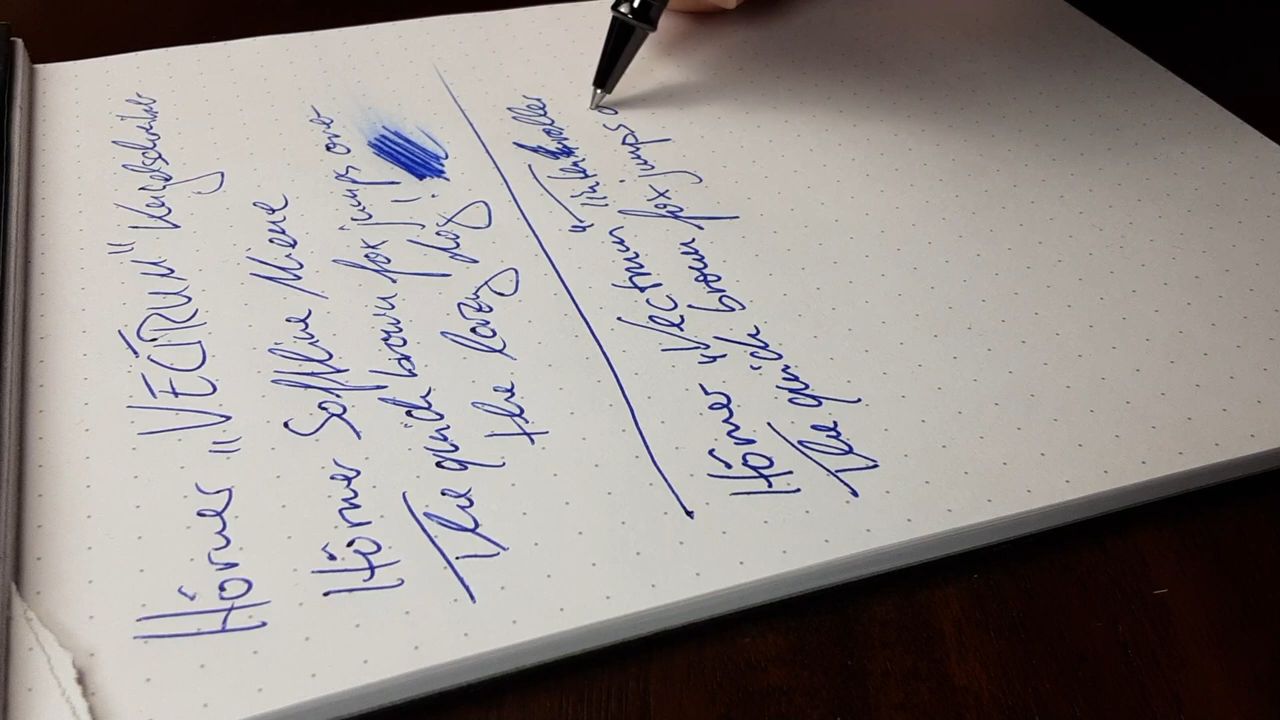 Hörner „VECTRUM" Kugelschreiber
Hörner Softline Mine
The quick brown fox jumps over
the lazy dog!
Hörner „Vectrum" Tintenroller
The quick brown fox jumps o